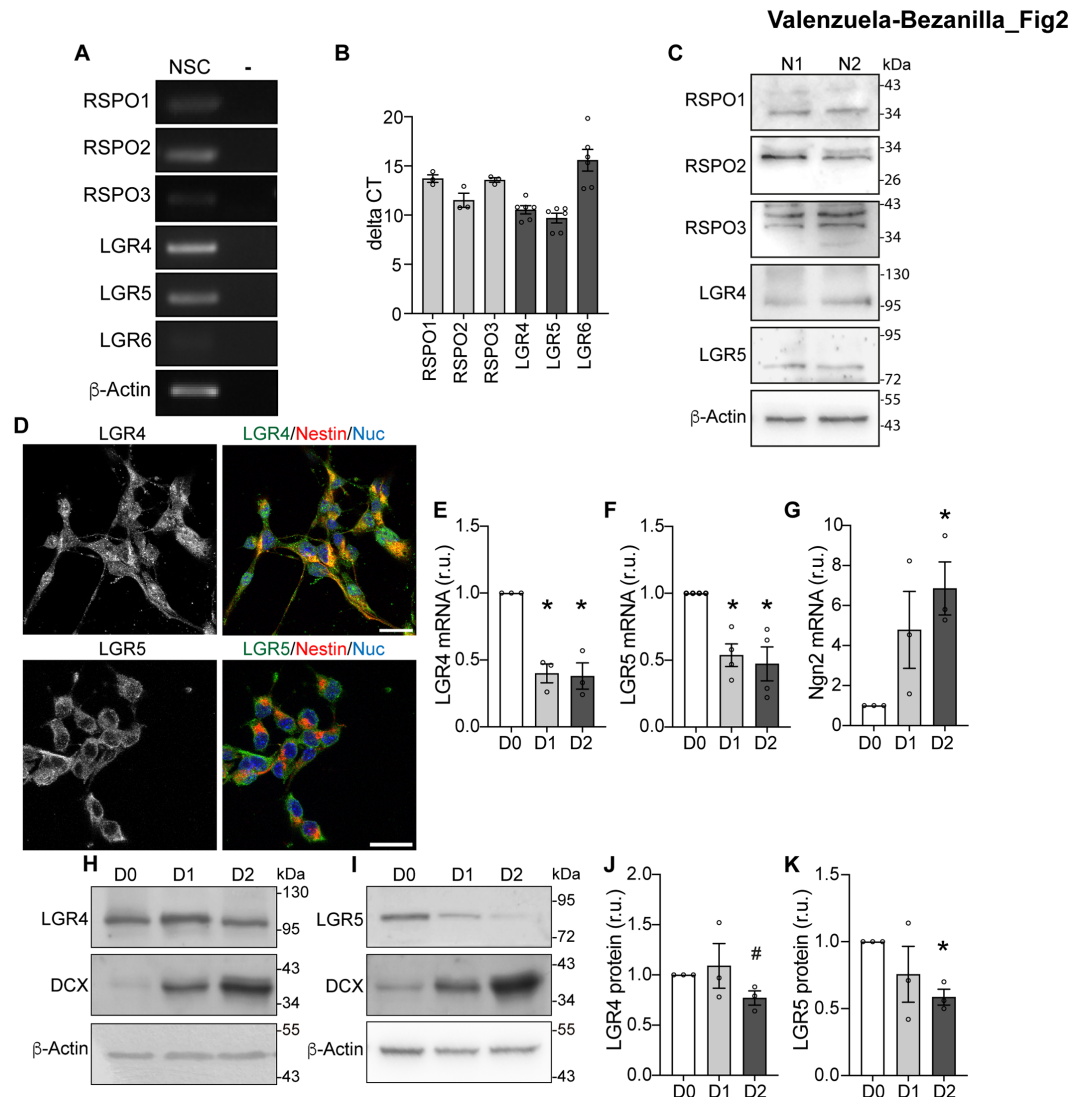 Valenzuela-Bezanilla_Fig2
A
NSC -
RSPO1
RSPO2
RSPO3
LGR4
LGR5
LGR6
β-Actin
B
delta CT
20
15
10
5
0
RSPO1
RSPO2
RSPO3
LGR4
LGR5
LGR6
C
N1 N2 kDa
RSPO1
-43
-34
RSPO2
-34
-26
RSPO3
-43
-34
LGR4
-130
-95
LGR5
-95
-72
β-Actin
-55
-43
D
LGR4
LGR4/Nestin/Nuc
LGR5
LGR5/Nestin/Nuc
E
LGR4 mRNA (r.u.)
1.5
1.0
0.5
0.0
* *
D0 D1 D2
F
LGR5 mRNA (r.u.)
1.5
1.0
0.5
0.0
* *
D0 D1 D2
G
Ngn2 mRNA (r.u.)
10
8
6
4
2
0
*
D0 D1 D2
H
D0 D1 D2 kDa
LGR4
-130
-95
DCX
-43
-34
β-Actin
-55
-43
I
D0 D1 D2 kDa
LGR5
-95
-72
DCX
-43
-34
β-Actin
-55
-43
J
LGR4 protein (r.u.)
2.0
1.5
1.0
0.5
0.0
#
D0 D1 D2
K
LGR5 protein (r.u.)
1.5
1.0
0.5
0.0
*
D0 D1 D2